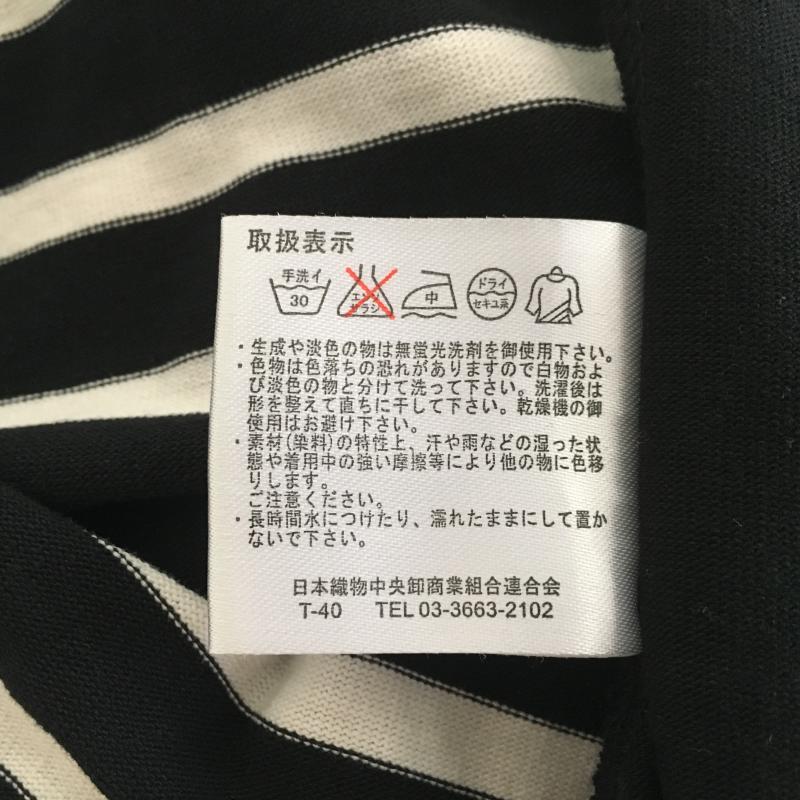 取扱表示
手洗イ
30
エンソ
サラシ
中
ドライ
セキユ系
・生成や淡色の物は無蛍光洗剤を御使用下さい。
・色物は色落ちの恐れがありますので白物およ
び淡色の物と分けて洗って下さい。洗濯後は
形を整えて直ちに干して下さい。乾燥機の御
使用はお避け下さい。
・素材(染料)の特性上、汗や雨などの湿った状
態や着用中の強い摩擦等により他の物に色移
りします。
ご注意ください。
・長時間水につけたり、濡れたままにして置か
ないで下さい。
日本織物中央卸商業組合連合会
T-40 TEL 03-3663-2102